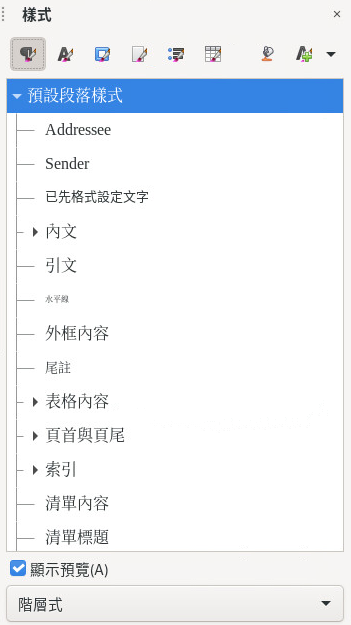 樣式
預設段落樣式
Addressee
Sender
已先格式設定文字
內文
引文
水平線
外框內容
尾註
表格內容
頁首與頁尾
索引
清單內容
清單標題
顯示預覽(A)
階層式